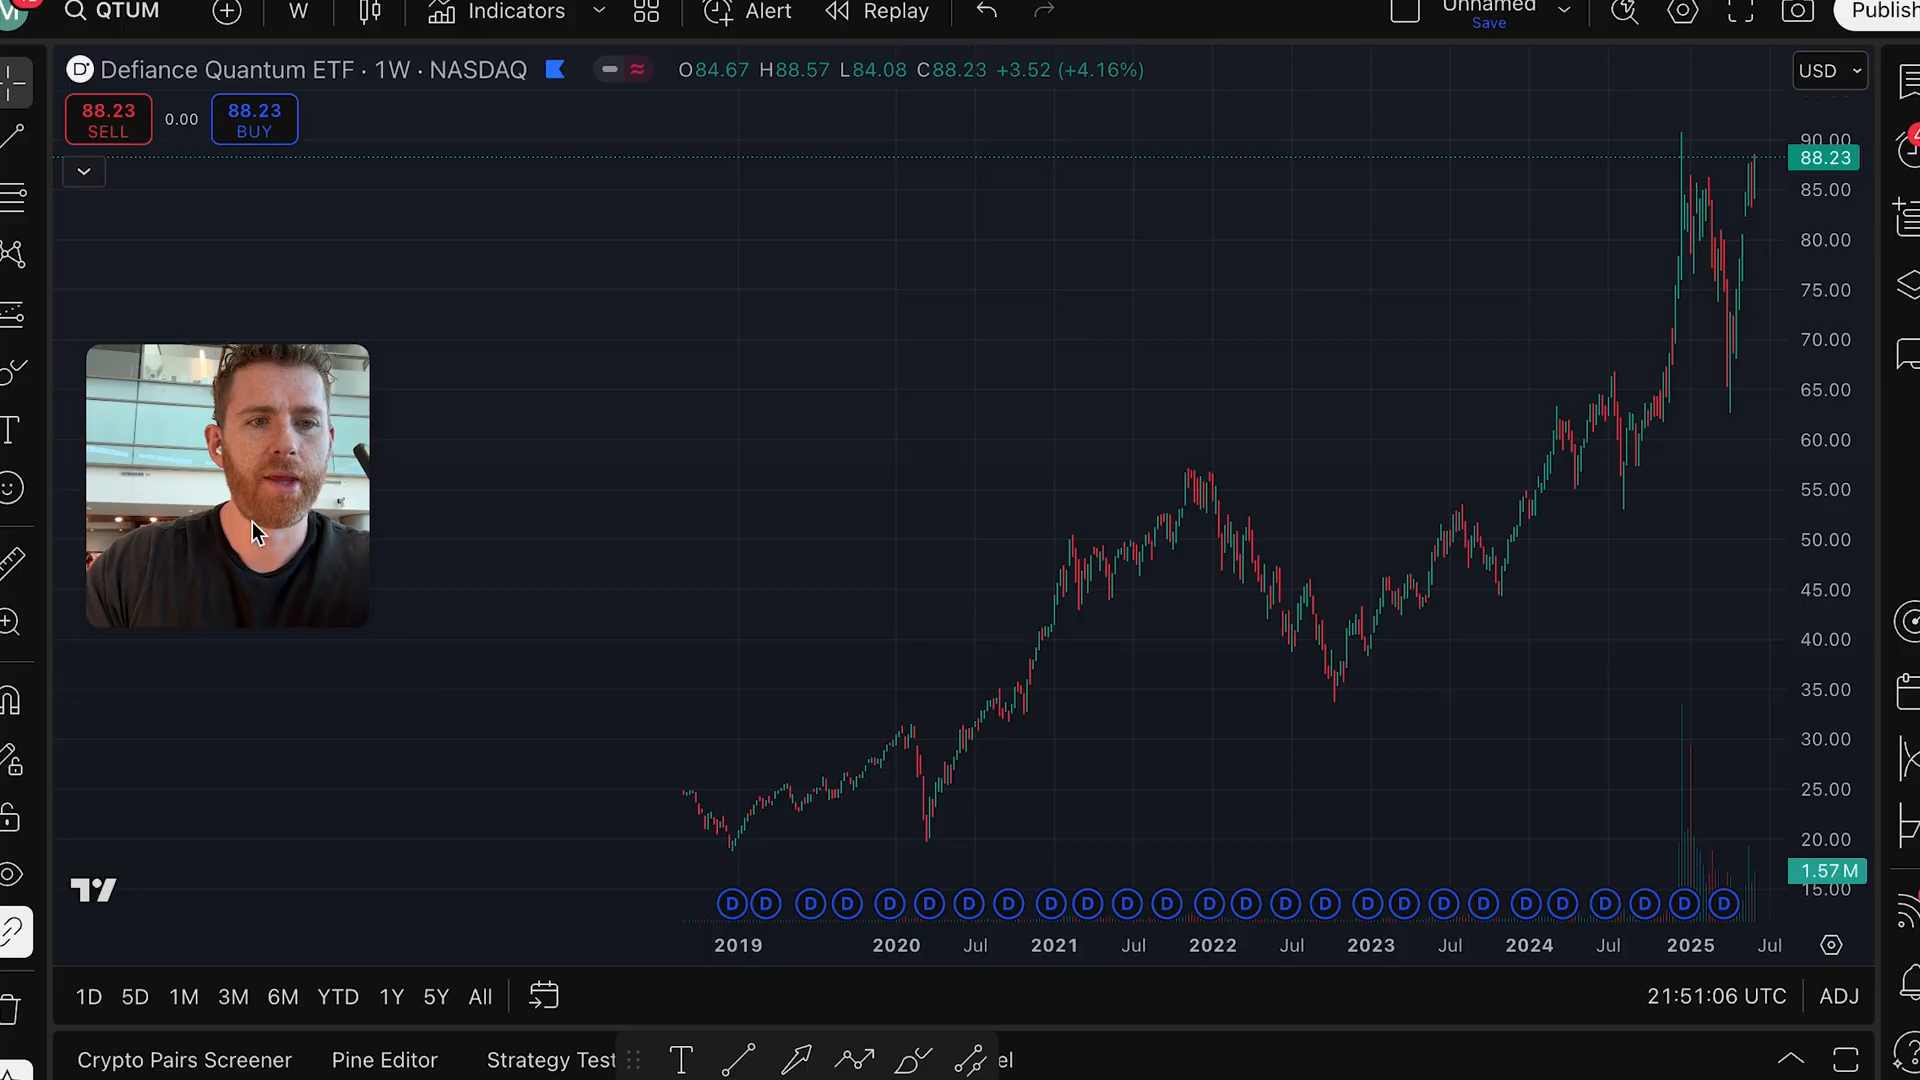 QTUM
W
Indicators
Alert
Replay
Unnamed
Save
Publish
Defiance Quantum ETF · 1W · NASDAQ
O84.67 H88.57 L84.08 C88.23 +3.52 (+4.16%)
USD
88.23
SELL
0.00
88.23
BUY
90.00
88.23
85.00
80.00
75.00
70.00
65.00
60.00
55.00
50.00
45.00
40.00
35.00
30.00
25.00
20.00
1.57 M
15.00
D D D D D D D D D D D D D D D D D D D D D D D D D D
2019 2020 Jul 2021 Jul 2022 Jul 2023 Jul 2024 Jul 2025 Jul
1D 5D 1M 3M 6M YTD 1Y 5Y All
21:51:06 UTC
ADJ
Crypto Pairs Screener
Pine Editor
Strategy Test
el